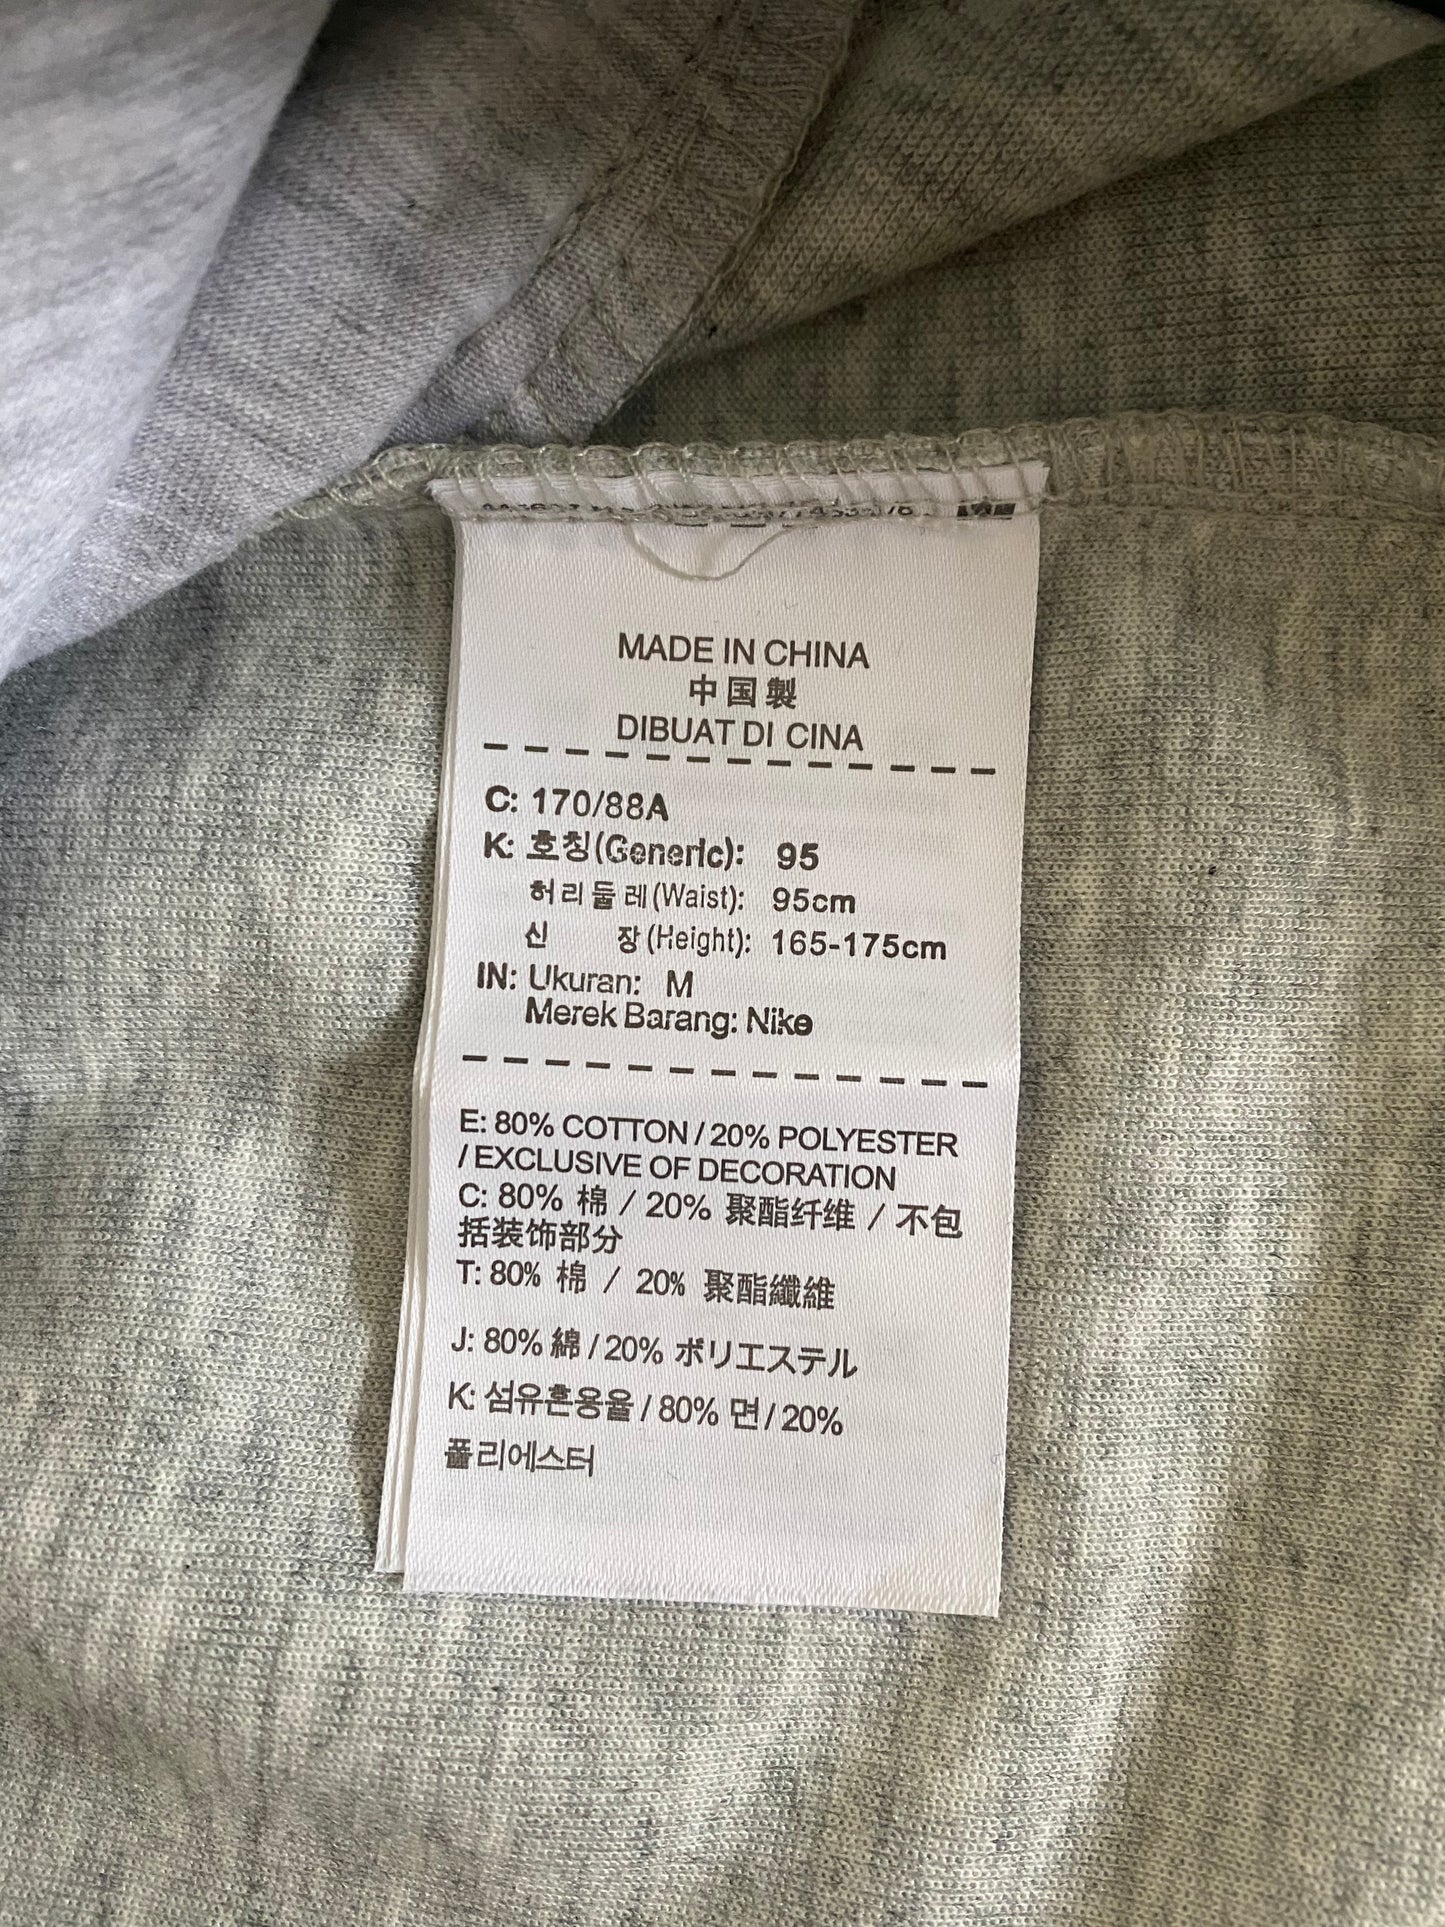 MADE IN CHINA
中国製
DIBUAT DI CINA
C: 170/88A
K: 호칭(Generic): 95
허리둘레(Waist): 95cm
신 장(Height): 165-175cm
IN: Ukuran: M
Merek Barang: Nike
E: 80% COTTON / 20% POLYESTER
/ EXCLUSIVE OF DECORATION
C: 80% 棉 / 20% 聚酯纤维 / 不包
括装饰部分
T: 80% 棉 / 20% 聚酯纖維
J: 80% 綿 / 20% ポリエステル
K: 섬유혼용율 / 80% 면 / 20%
폴리에스터